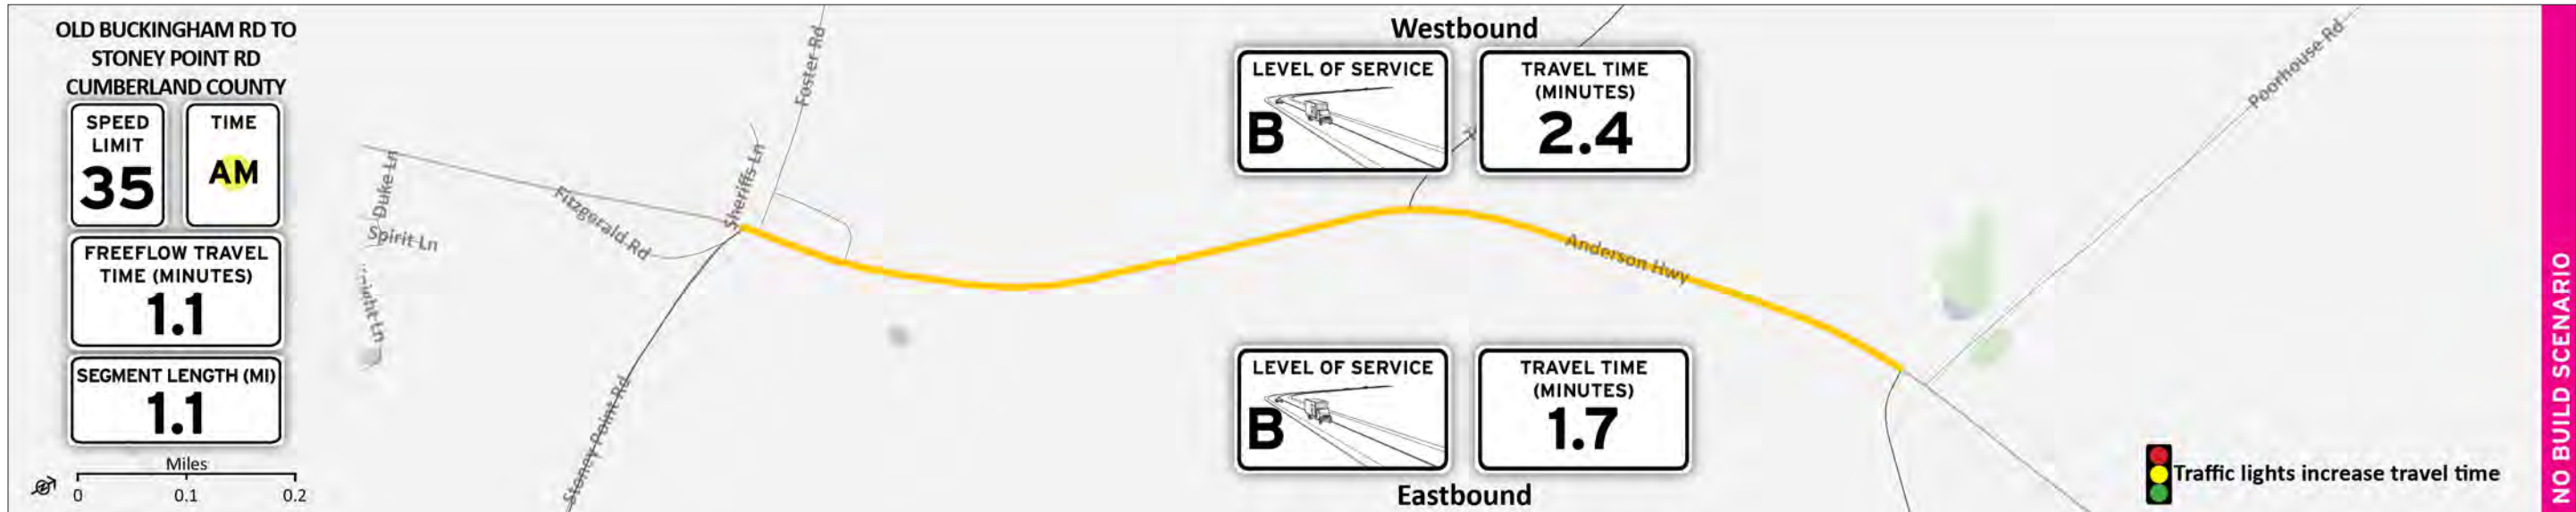 OLD BUCKINGHAM RD TO
STONEY POINT RD
CUMBERLAND COUNTY
SPEED
LIMIT
35
TIME
AM
FREEFLOW TRAVEL
TIME (MINUTES)
1.1
SEGMENT LENGTH (MI)
1.1
Miles
0 0.1 0.2
Duke Ln
Spirit Ln
Fitzgerald Rd
Sheriffs Ln
Foster Rd
Stoney Point Rd
Westbound
LEVEL OF SERVICE
B
TRAVEL TIME
(MINUTES)
2.4
Anderson Hwy
LEVEL OF SERVICE
B
TRAVEL TIME
(MINUTES)
1.7
Eastbound
Poorhouse Rd
Traffic lights increase travel time
NO BUILD SCENARIO